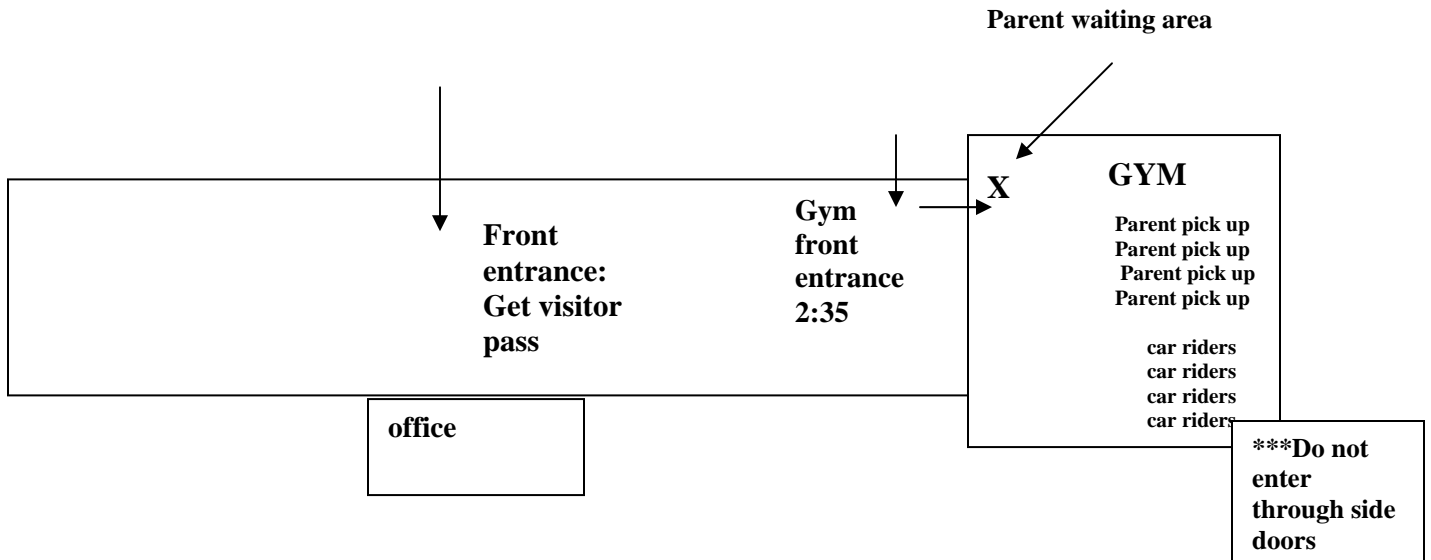 Parent waiting area
X
GYM
Parent pick up
Parent pick up
Parent pick up
Parent pick up
car riders
car riders
car riders
car riders
Gym
front
entrance
2:35
Front
entrance:
Get visitor
pass
office
***Do not
enter
through side
doors